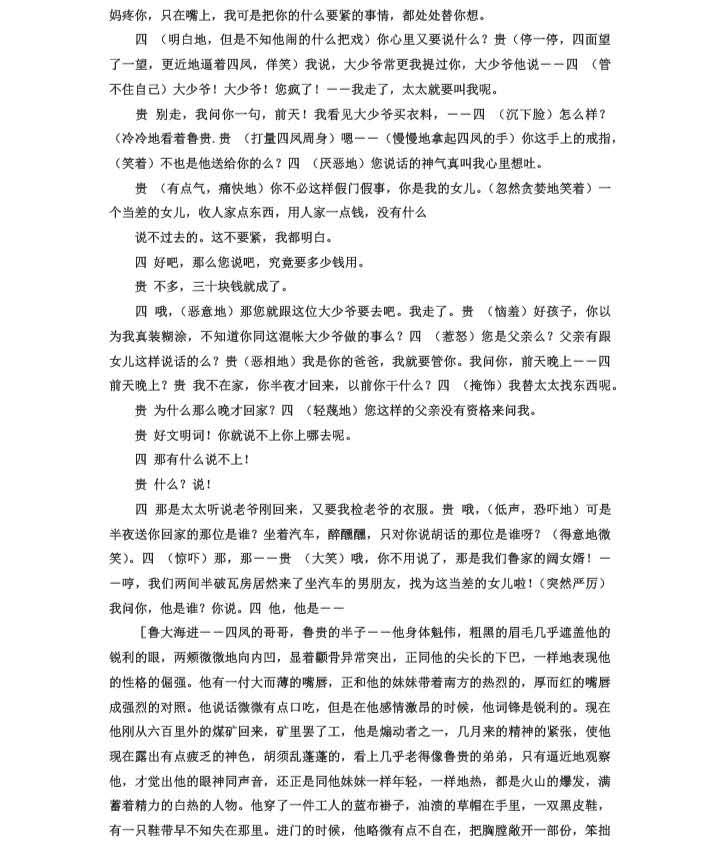 妈疼你，只在嘴上，我可是把你的什么要紧的事情，都处处替你想。
四 （明白地，但是不知他闹的什么把戏）你心里又要说什么？贵（停一停，四面望
了一望，更近地逼着四凤，佯笑）我说，大少爷常更我提过你，大少爷他说－－四 （管
不住自己）大少爷！大少爷！您疯了！－－我走了，太太就要叫我呢。
贵 别走，我问你一句，前天！我看见大少爷买衣料，－－四 （沉下脸）怎么样？
（冷冷地看着鲁贵.贵 （打量四凤周身）嗯－－（慢慢地拿起四凤的手）你这手上的戒指，
（笑着）不也是他送给你的么？四 （厌恶地）您说话的神气真叫我心里想吐。
贵 （有点气，痛快地）你不必这样假门假事，你是我的女儿。（忽然贪婪地笑着）一
个当差的女儿，收人家点东西，用人家一点钱，没有什么
说不过去的。这不要紧，我都明白。
四 好吧，那么您说吧，究竟要多少钱用。
贵 不多，三十块钱就成了。
四 哦，（恶意地）那您就跟这位大少爷要去吧。我走了。贵 （恼羞）好孩子，你以
为我真装糊涂，不知道你同这混帐大少爷做的事么？四 （惹怒）您是父亲么？父亲有跟
女儿这样说话的么？贵（恶相地）我是你的爸爸，我就要管你。我问你，前天晚上－－四
前天晚上？贵 我不在家，你半夜才回来，以前你干什么？四 （掩饰）我替太太找东西呢。
贵 为什么那么晚才回家？四 （轻蔑地）您这样的父亲没有资格来问我。
贵 好文明词！你就说不上你上哪去呢。
四 那有什么说不上！
贵 什么？说！
四 那是太太听说老爷刚回来，又要我检老爷的衣服。贵 哦，（低声，恐吓地）可是
半夜送你回家的那位是谁？坐着汽车，醉醺醺，只对你说胡话的那位是谁呀？（得意地微
笑）。四 （惊吓）那，那－－贵 （大笑）哦，你不用说了，那是我们鲁家的阔女婿！－
－哼，我们两间半破瓦房居然来了坐汽车的男朋友，找为这当差的女儿啦！（突然严厉）
我问你，他是谁？你说。四 他，他是－－
［鲁大海进－－四凤的哥哥，鲁贵的半子－－他身体魁伟，粗黑的眉毛几乎遮盖他的
锐利的眼，两颊微微地向内凹，显着颧骨异常突出，正同他的尖长的下巴，一样地表现他
的性格的倔强。他有一付大而薄的嘴唇，正和他的妹妹带着南方的热烈的，厚而红的嘴唇
成强烈的对照。他说话微微有点口吃，但是在他感情激昂的时候，他词锋是锐利的。现在
他刚从六百里外的煤矿回来，矿里罢了工，他是煽动者之一，几月来的精神的紧张，使他
现在露出有点疲乏的神色，胡须乱蓬蓬的，看上几乎老得像鲁贵的弟弟，只有逼近地观察
他，才觉出他的眼神同声音，还正是同他妹妹一样年轻，一样地热，都是火山的爆发，满
蓄着精力的白热的人物。他穿了一件工人的蓝布褂子，油渍的草帽在手里，一双黑皮鞋，
有一只鞋带早不知失在那里。进门的时候，他略微有点不自在，把胸膛敞开一部份，笨拙